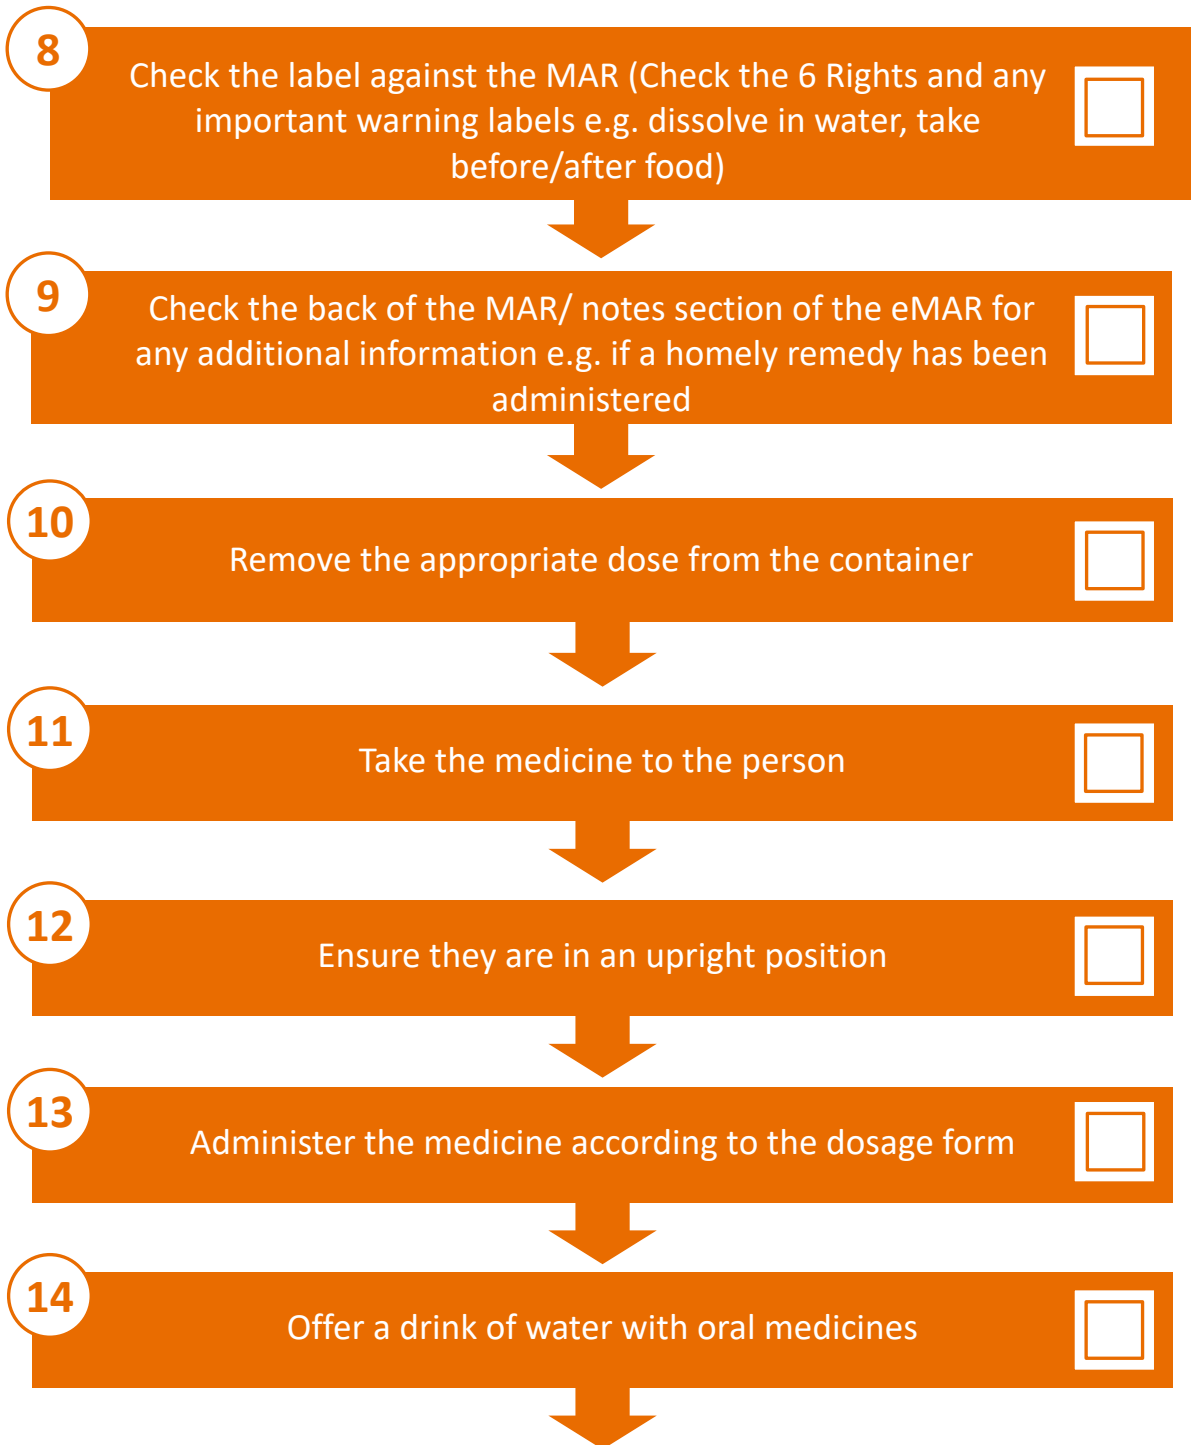 8
Check the label against the MAR (Check the 6 Rights and any
important warning labels e.g. dissolve in water, take
before/after food)
9
Check the back of the MAR/ notes section of the eMAR for
any additional information e.g. if a homely remedy has been
administered
10
Remove the appropriate dose from the container
11
Take the medicine to the person
12
Ensure they are in an upright position
13
Administer the medicine according to the dosage form
14
Offer a drink of water with oral medicines